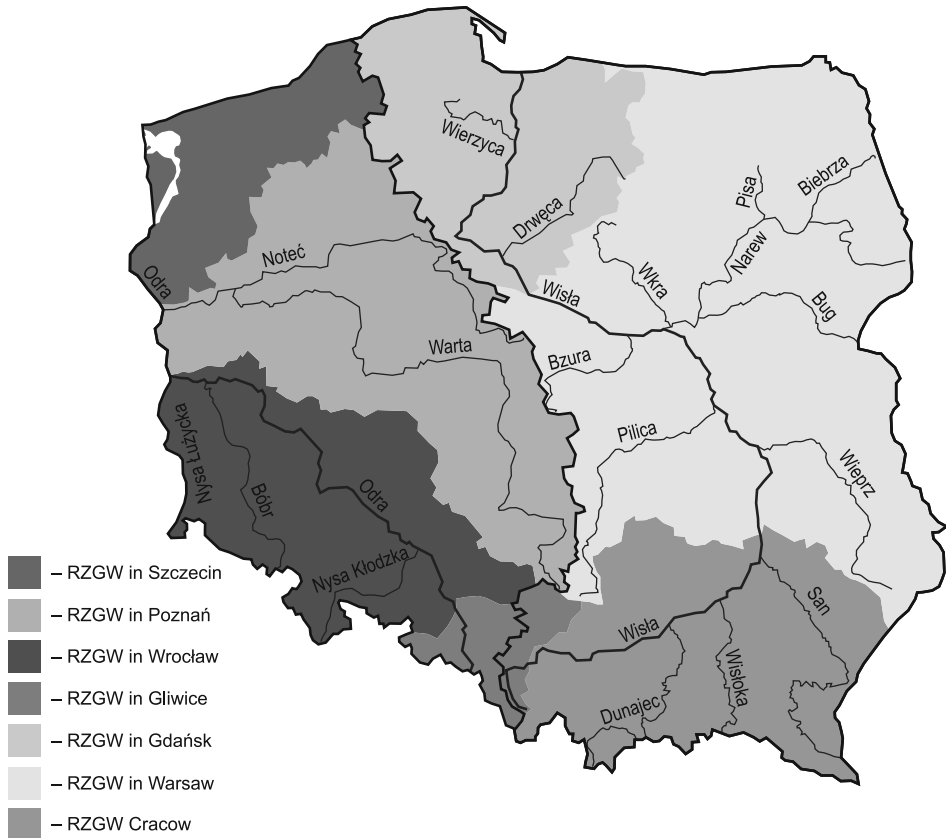 Wierzyca
Drwęca
Pisa
Biebrza
Narew
Wkra
Noteć
Odra
Wisła
Bug
Warta
Bzura
Pilica
Nysa Łużycka
Bóbr
Odra
Wieprz
Nysa Kłodzka
San
Wisła
Wisłoka
Dunajec
– RZGW in Szczecin
– RZGW in Poznań
– RZGW in Wrocław
– RZGW in Gliwice
– RZGW in Gdańsk
– RZGW in Warsaw
– RZGW Cracow